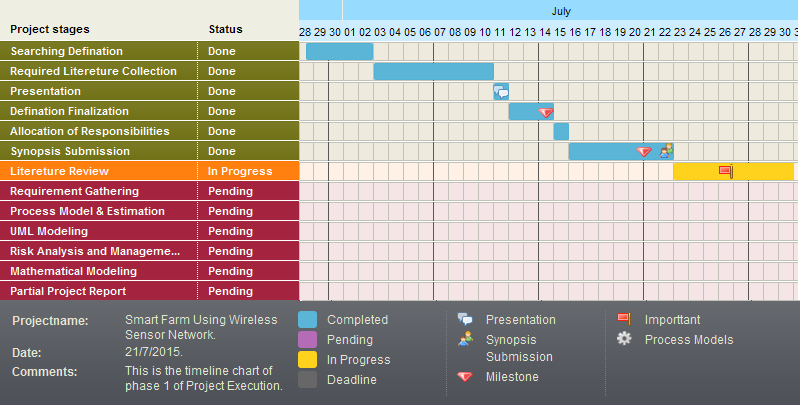 July
Project stages Status 28 29 30 01 02 03 04 05 06 07 08 09 10 11 12 13 14 15 16 17 18 19 20 21 22 23 24 25 26 27 28 29 30 3
Searching Defination Done
Required Litereture Collection Done
Presentation Done
Defination Finalization Done
Allocation of Responsibilities Done
Synopsis Submission Done
Litereture Review In Progress
Requirement Gathering Pending
Process Model & Estimation Pending
UML Modeling Pending
Risk Analysis and Manageme... Pending
Mathematical Modeling Pending
Partial Project Report Pending
Projectname: Smart Farm Using Wireless
Sensor Network.
Date: 21/7/2015.
Comments: This is the timeline chart of
phase 1 of Project Execution.
Completed
Pending
In Progress
Deadline
Presentation
Synopsis
Submission
Milestone
Importtant
Process Models